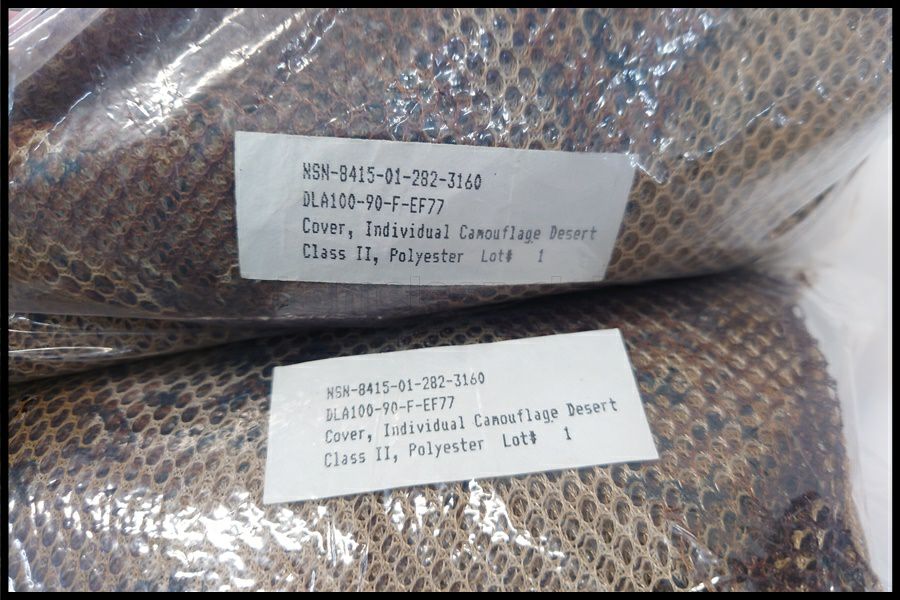 NSN-8415-01-282-3160
DLA100-90-F-EF77
Cover, Individual Camouflage Desert
Class II, Polyester Lot# 1
NSN-8415-01-282-3160
DLA100-90-F-EF77
Cover, Individual Camouflage Desert
Class II, Polyester Lot# 1